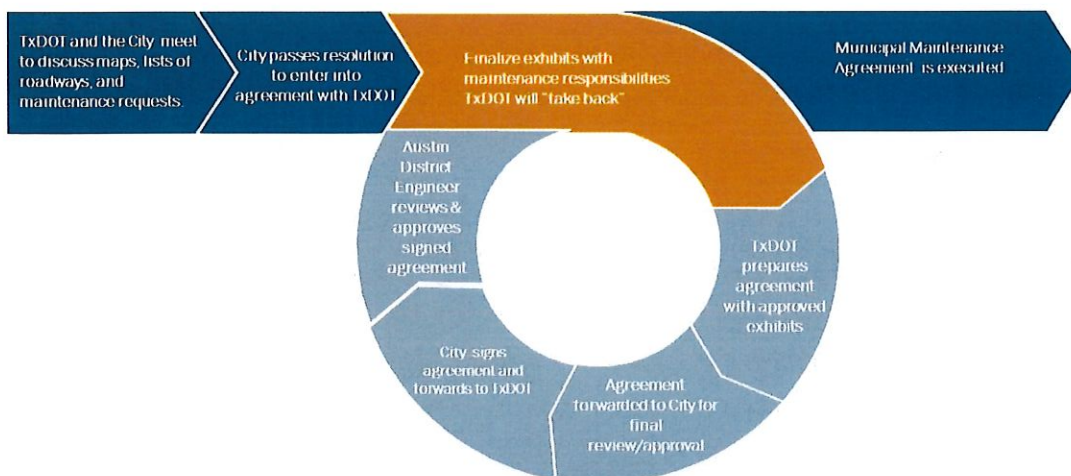 TxDOT and the City meet
to discuss maps, lists of
roadways, and
maintenance requests.
City passes resolution
to enter into
agreement with TxDOT
Finalize exhibits with
maintenance responsibilities
TxDOT will "take back"
Municipal Maintenance
Agreement is executed
TxDOT
prepares
agreement
with approved
exhibits
Agreement
forwarded to City for
final
review/approval
City signs
agreement and
forwards to TxDOT
Austin
District
Engineer
reviews &
approves
signed
agreement